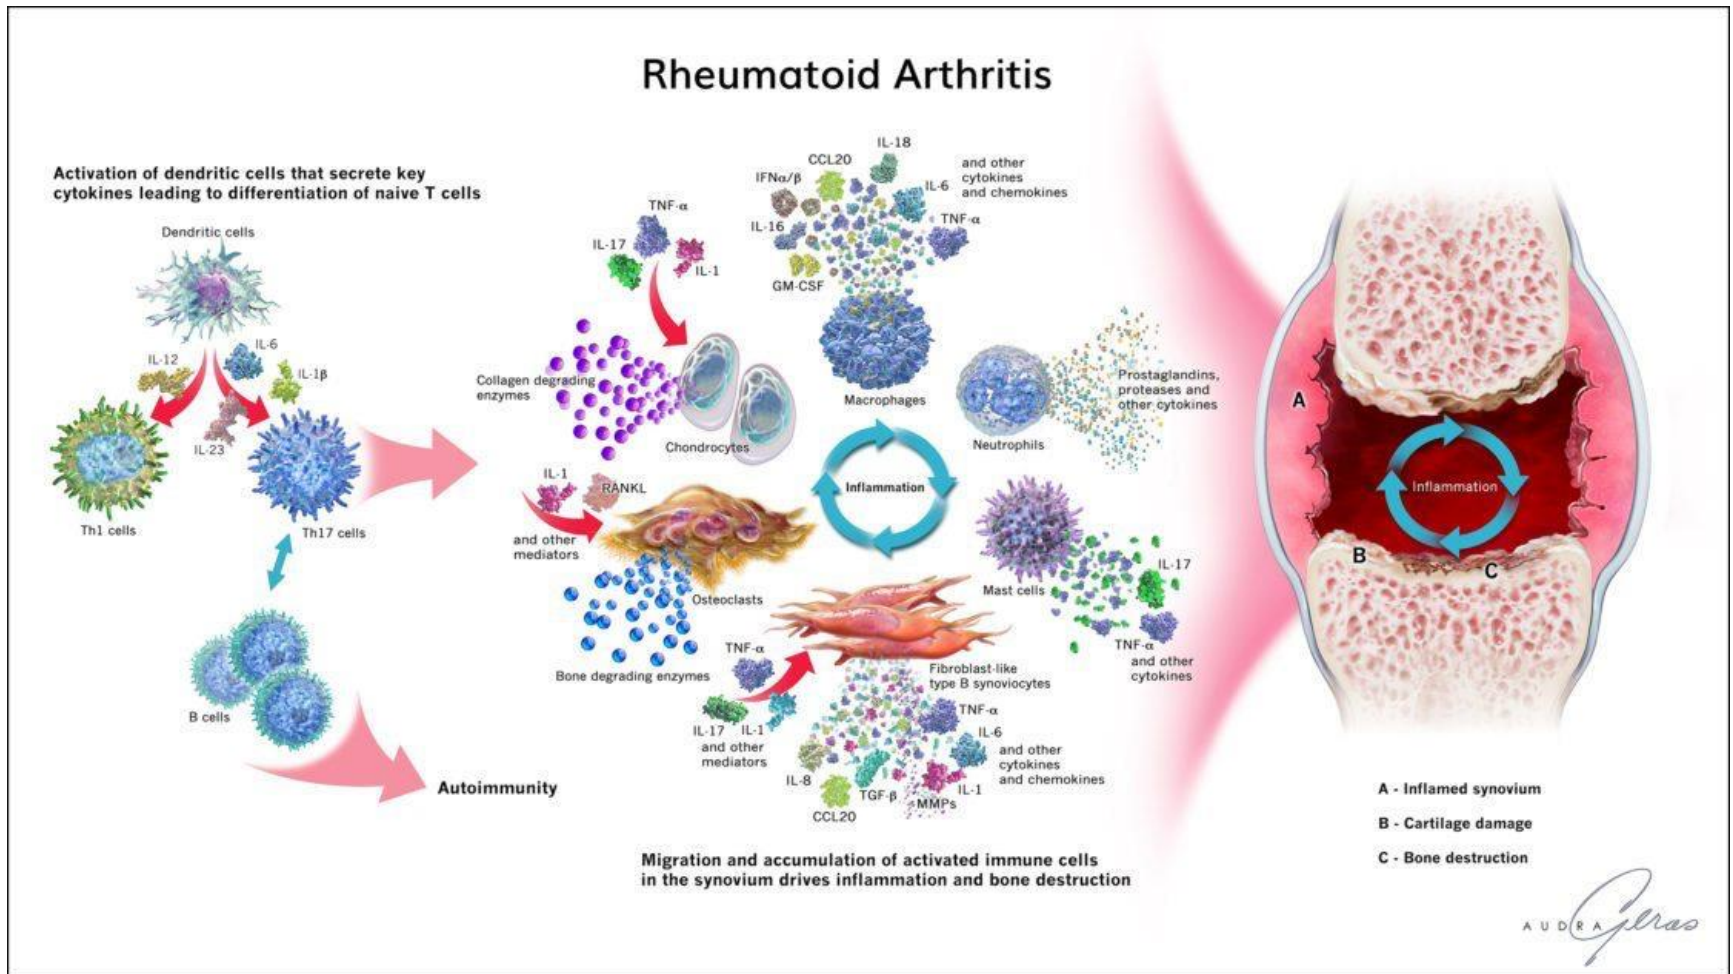 Rheumatoid Arthritis
Activation of dendritic cells that secrete key
cytokines leading to differentiation of naive T cells
Dendritic cells
IL-12
IL-6
IL-1β
IL-23
Th1 cells
Th17 cells
B cells
Autoimmunity
TNF-α
IL-17
IL-1
Collagen degrading
enzymes
Chondrocytes
IL-18
CCL20
IFNα/β
IL-6
IL-16
TNF-α
GM-CSF
and other
cytokines
and chemokines
Macrophages
Prostaglandins,
proteases and
other cytokines
Neutrophils
Inflammation
IL-1
RANKL
and other
mediators
Osteoclasts
Bone degrading enzymes
Mast cells
IL-17
TNF-α
and other
cytokines
TNF-α
IL-17
IL-1
and other
mediators
Fibroblast-like
type B synoviocytes
TNF-α
IL-6
and other
cytokines
and chemokines
IL-8
TGF-β
IL-1
MMPs
CCL20
Migration and accumulation of activated immune cells
in the synovium drives inflammation and bone destruction
A
Inflammation
B
C
A - Inflamed synovium
B - Cartilage damage
C - Bone destruction
AUDRA Geras